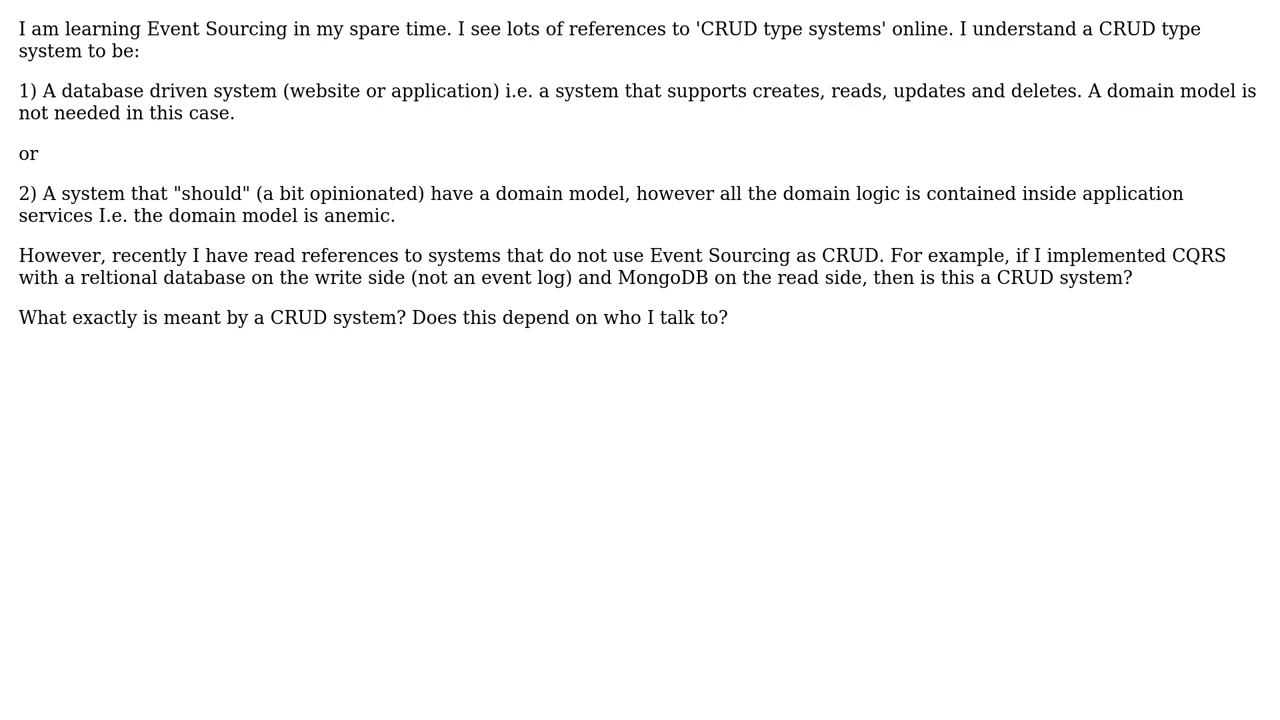 I am learning Event Sourcing in my spare time. I see lots of references to 'CRUD type systems' online. I understand a CRUD type
system to be:
1) A database driven system (website or application) i.e. a system that supports creates, reads, updates and deletes. A domain model is
not needed in this case.
or
2) A system that "should" (a bit opinionated) have a domain model, however all the domain logic is contained inside application
services I.e. the domain model is anemic.
However, recently I have read references to systems that do not use Event Sourcing as CRUD. For example, if I implemented CQRS
with a reltional database on the write side (not an event log) and MongoDB on the read side, then is this a CRUD system?
What exactly is meant by a CRUD system? Does this depend on who I talk to?